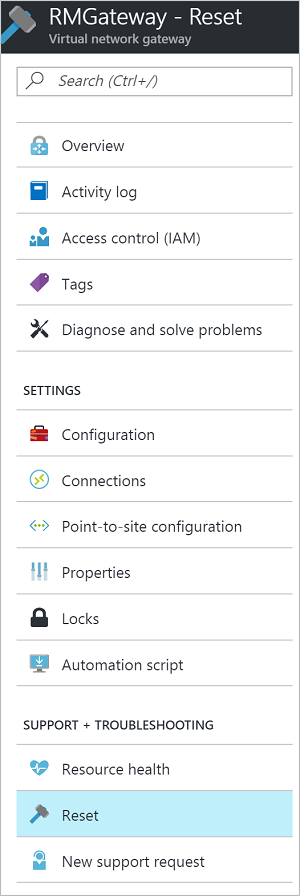 RMGateway - Reset
Virtual network gateway
Search (Ctrl+/)
Overview
Activity log
Access control (IAM)
Tags
Diagnose and solve problems
SETTINGS
Configuration
Connections
Point-to-site configuration
Properties
Locks
Automation script
SUPPORT + TROUBLESHOOTING
Resource health
Reset
New support request